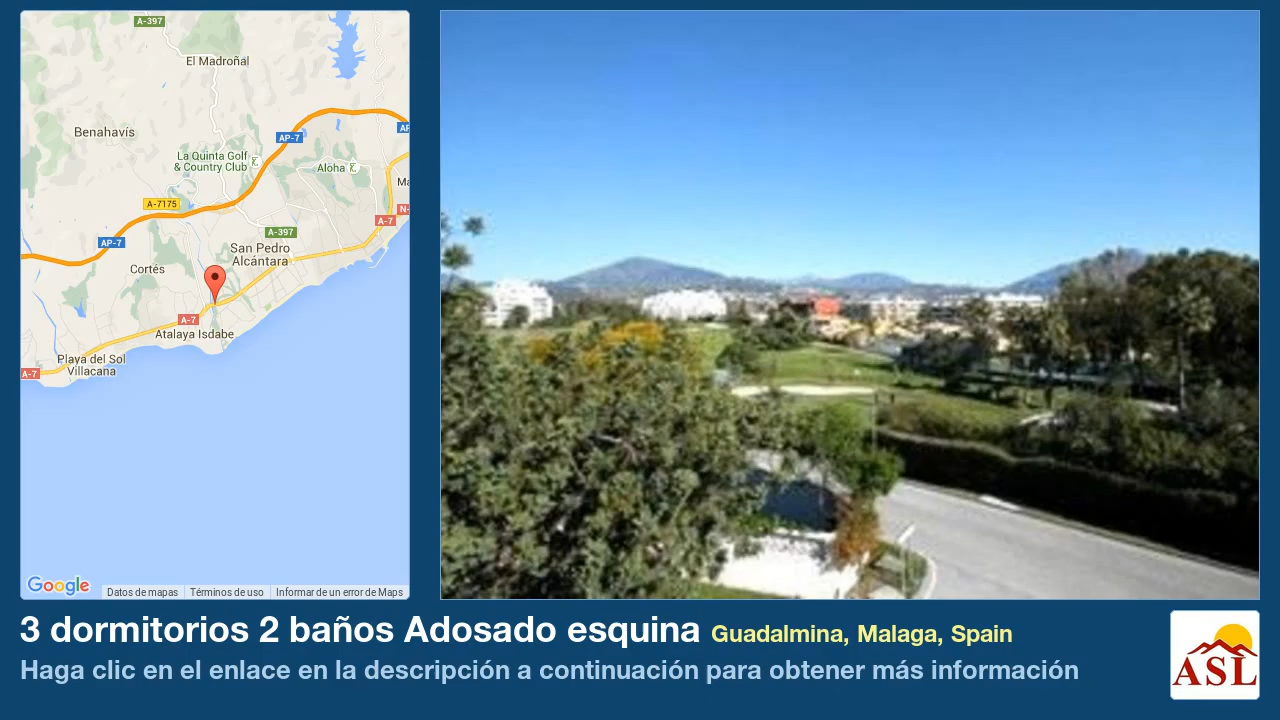 A-397
El Madroñal
Benahavís
AP-7
AP
La Quinta Golf
& Country Club
Aloha
Ma
A-7175
N-
A-7
A-397
AP-7
San Pedro
Alcántara
Cortés
A-7
Atalaya Isdabe
Playa del Sol
Villacana
A-7
Google
Datos de mapas
Términos de uso
Informar de un error de Maps
3 dormitorios 2 baños Adosado esquina Guadalmina, Malaga, Spain
Haga clic en el enlace en la descripción a continuación para obtener más información
ASL